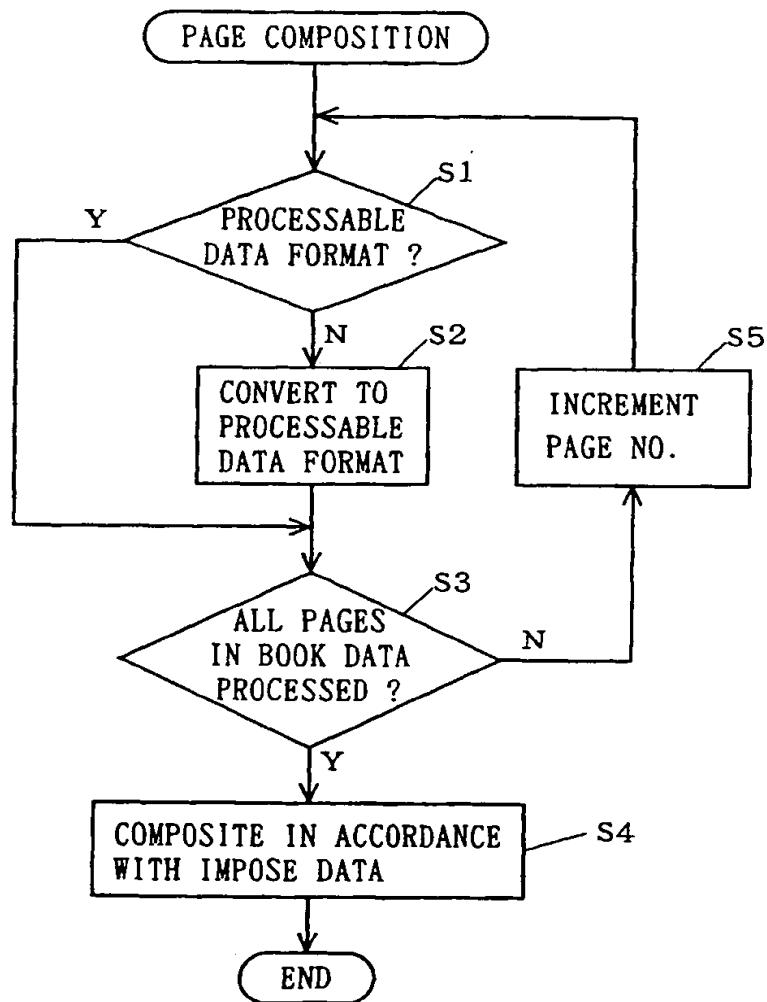 PAGE COMPOSITION
S1
Y
PROCESSABLE
DATA FORMAT ?
N
S2
CONVERT TO
PROCESSABLE
DATA FORMAT
S5
INCREMENT
PAGE NO.
S3
ALL PAGES
IN BOOK DATA
PROCESSED ?
N
Y
S4
COMPOSITE IN ACCORDANCE
WITH IMPOSE DATA
END